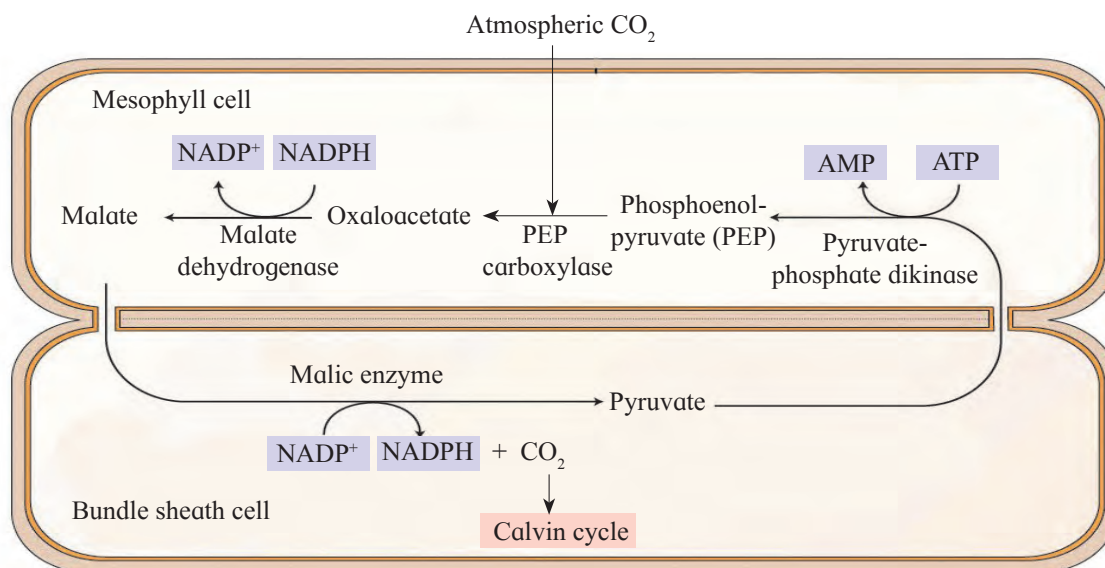 Atmospheric CO₂
Mesophyll cell
NADP⁺ NADPH
AMP ATP
Malate
Oxaloacetate
Phosphoenol-
pyruvate (PEP)
Malate
dehydrogenase
PEP
carboxylase
Pyruvate-
phosphate dikinase
Malic enzyme
Pyruvate
NADP⁺ NADPH + CO₂
Bundle sheath cell
Calvin cycle